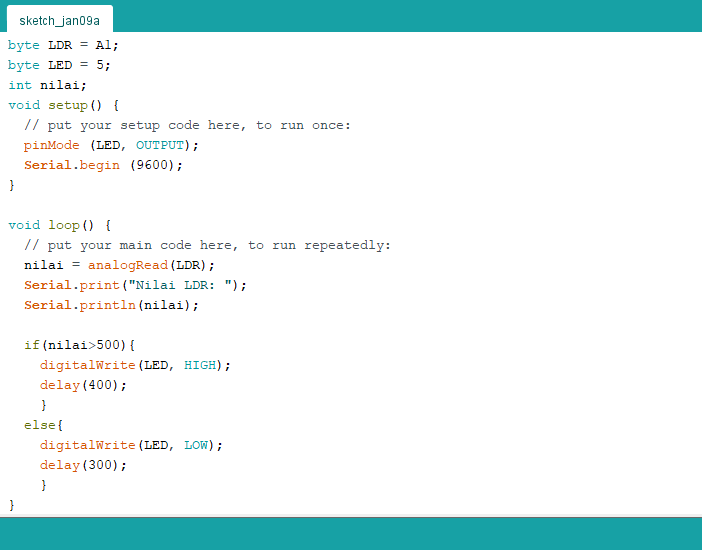 sketch_jan09a
byte LDR = A1;
byte LED = 5;
int nilai;
void setup() {
  // put your setup code here, to run once:
  pinMode (LED, OUTPUT);
  Serial.begin (9600);
}

void loop() {
  // put your main code here, to run repeatedly:
  nilai = analogRead(LDR);
  Serial.print("Nilai LDR: ");
  Serial.println(nilai);

  if(nilai>500){
    digitalWrite(LED, HIGH);
    delay(400);
    }
  else{
    digitalWrite(LED, LOW);
    delay(300);
    }
}